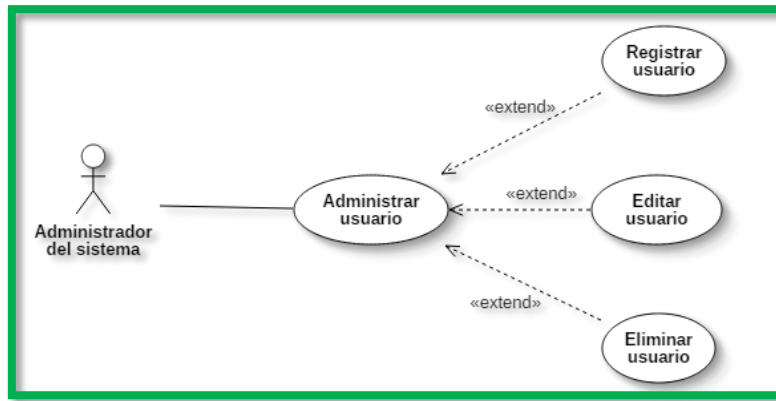 Registrar
usuario
«extend»
Administrador
del sistema
Administrar
usuario
«extend»
Editar
usuario
«extend»
Eliminar
usuario